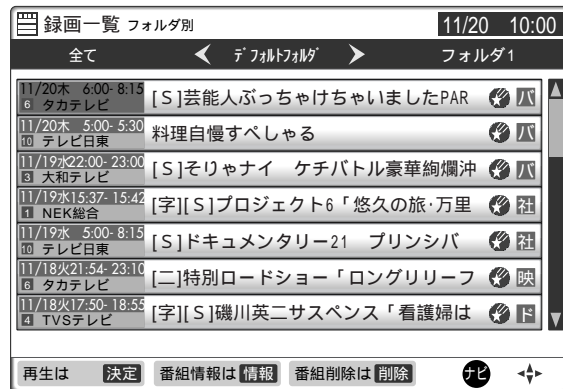 録画一覧 フォルダ別 11/20 10:00
全て デフォルトフォルダ フォルダ1
11/20木 6:00- 8:15
6 タカテレビ [S]芸能人ぶっちゃけちゃいましたPAR バ
11/20木 5:00- 5:30
10 テレビ日東 料理自慢すぺしゃる バ
11/19水22:00- 23:00
3 大和テレビ [S]そりゃナイ ケチバトル豪華絢爛沖 バ
11/19水15:37- 15:42
1 NEK総合 [字][S]プロジェクト6「悠久の旅･万里 社
11/19水 5:00- 8:15
10 テレビ日東 [S]ドキュメンタリー21 プリンシバ 社
11/18火21:54- 23:10
6 タカテレビ [二]特別ロードショー「ロングリリーフ 映
11/18火17:50- 18:55
4 TVSテレビ [字][S]磯川英二サスペンス「看護婦は ド
再生は 決定 番組情報は 情報 番組削除は 削除 ナビ